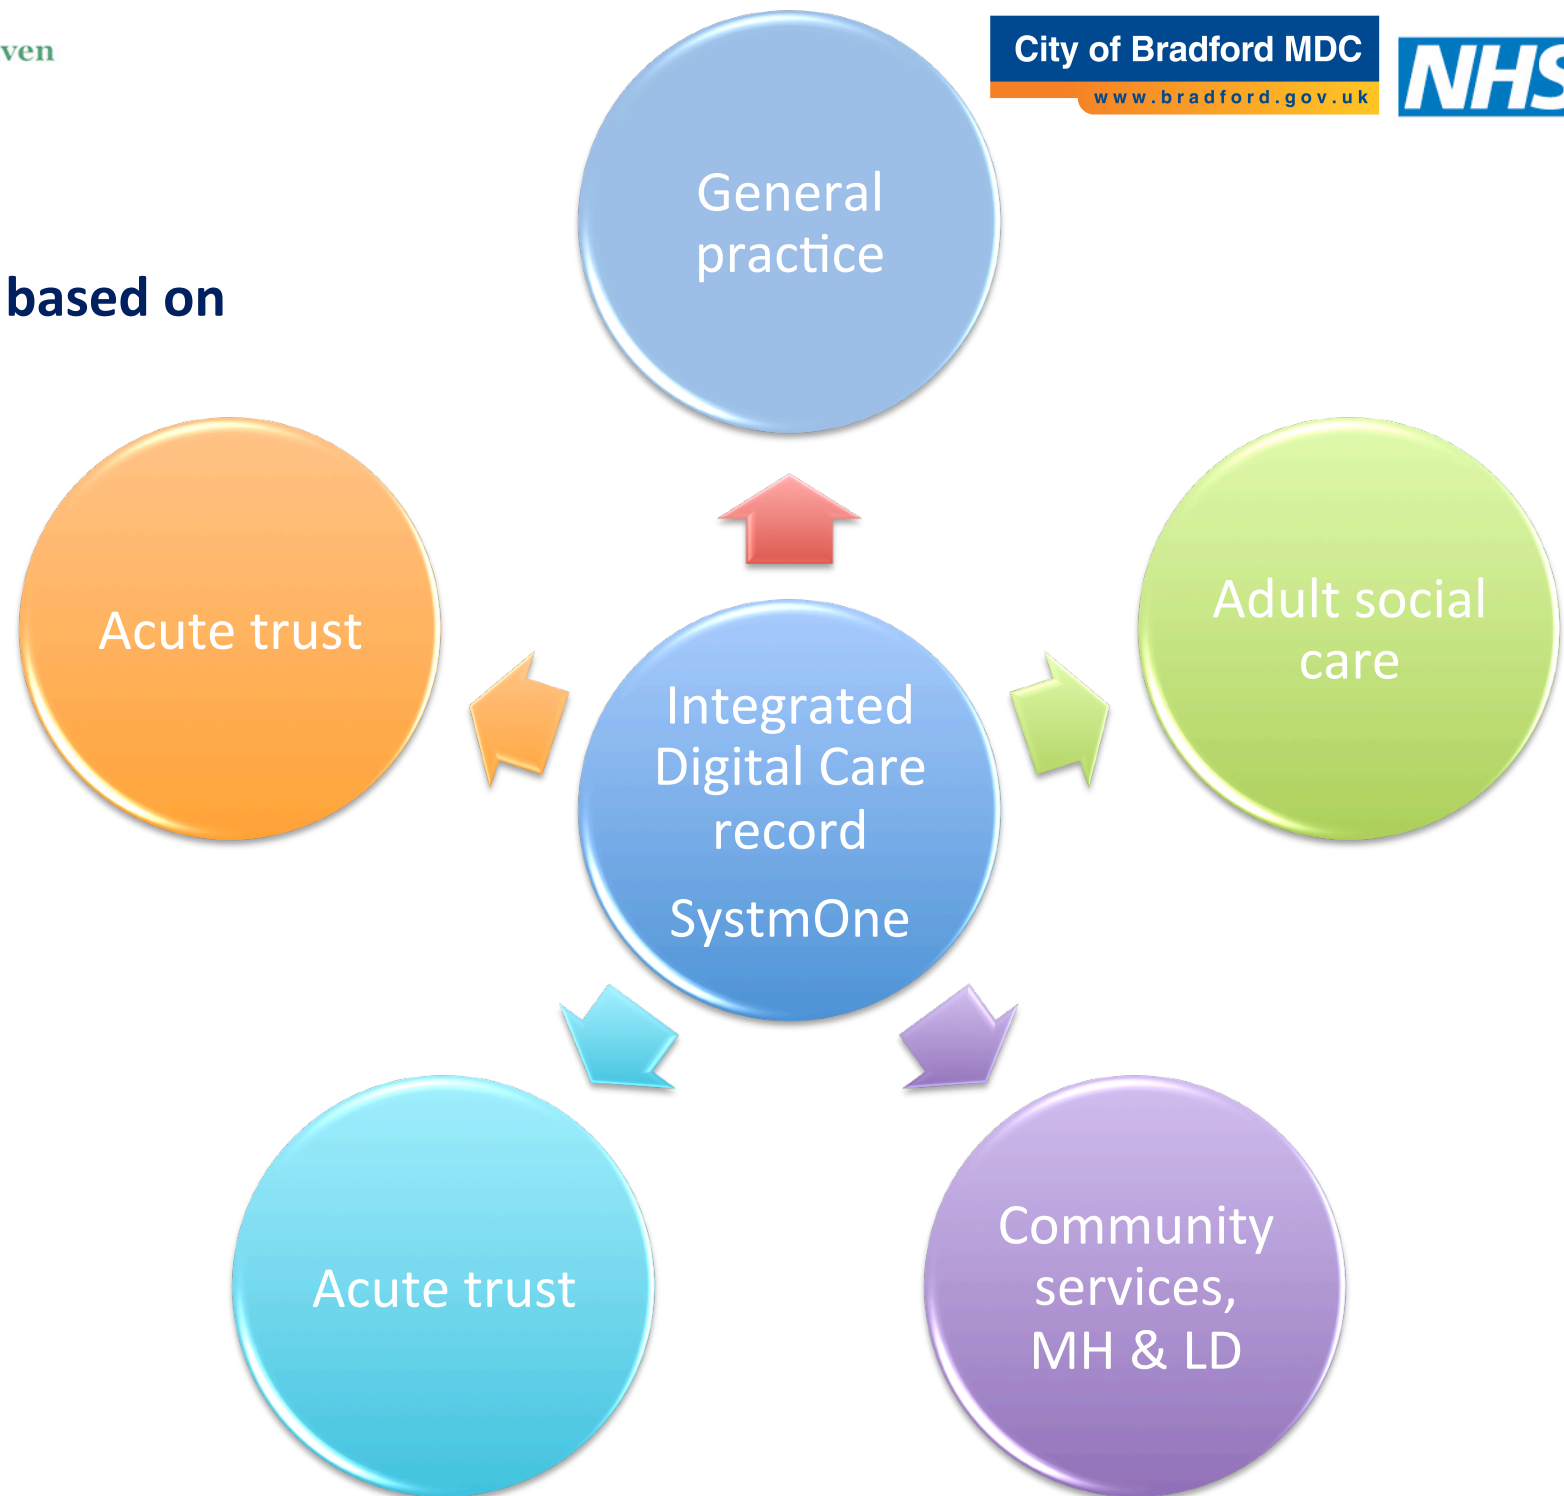 ven
City of Bradford MDC
www.bradford.gov.uk
NHS
General
practice
based on
Acute trust
Adult social
care
Integrated
Digital Care
record
SystmOne
Acute trust
Community
services,
MH & LD